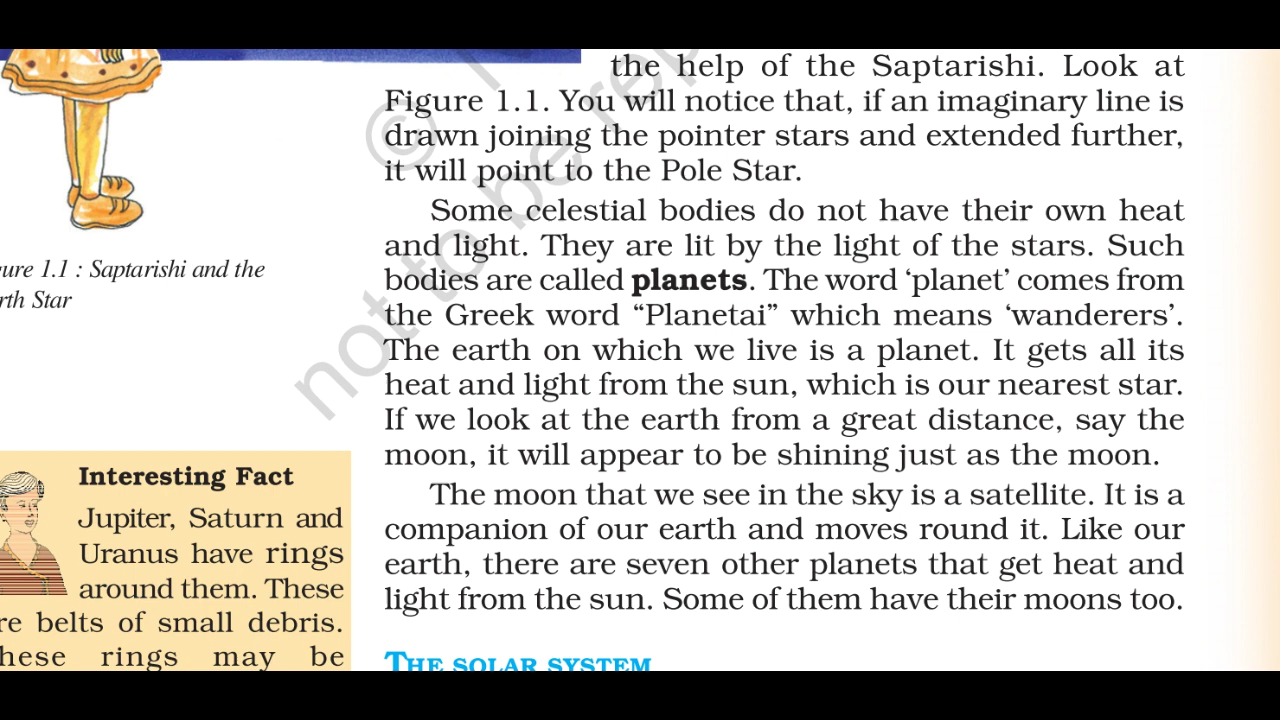 the help of the Saptarishi. Look at
Figure 1.1. You will notice that, if an imaginary line is
drawn joining the pointer stars and extended further,
it will point to the Pole Star.
Some celestial bodies do not have their own heat
and light. They are lit by the light of the stars. Such
bodies are called planets. The word ‘planet’ comes from
the Greek word “Planetai” which means ‘wanderers’.
The earth on which we live is a planet. It gets all its
heat and light from the sun, which is our nearest star.
If we look at the earth from a great distance, say the
moon, it will appear to be shining just as the moon.
The moon that we see in the sky is a satellite. It is a
companion of our earth and moves round it. Like our
earth, there are seven other planets that get heat and
light from the sun. Some of them have their moons too.
THE SOLAR SYSTEM
ure 1.1 : Saptarishi and the
rth Star
Interesting Fact
Jupiter, Saturn and
Uranus have rings
around them. These
re belts of small debris.
hese rings may be
©
not to be rep